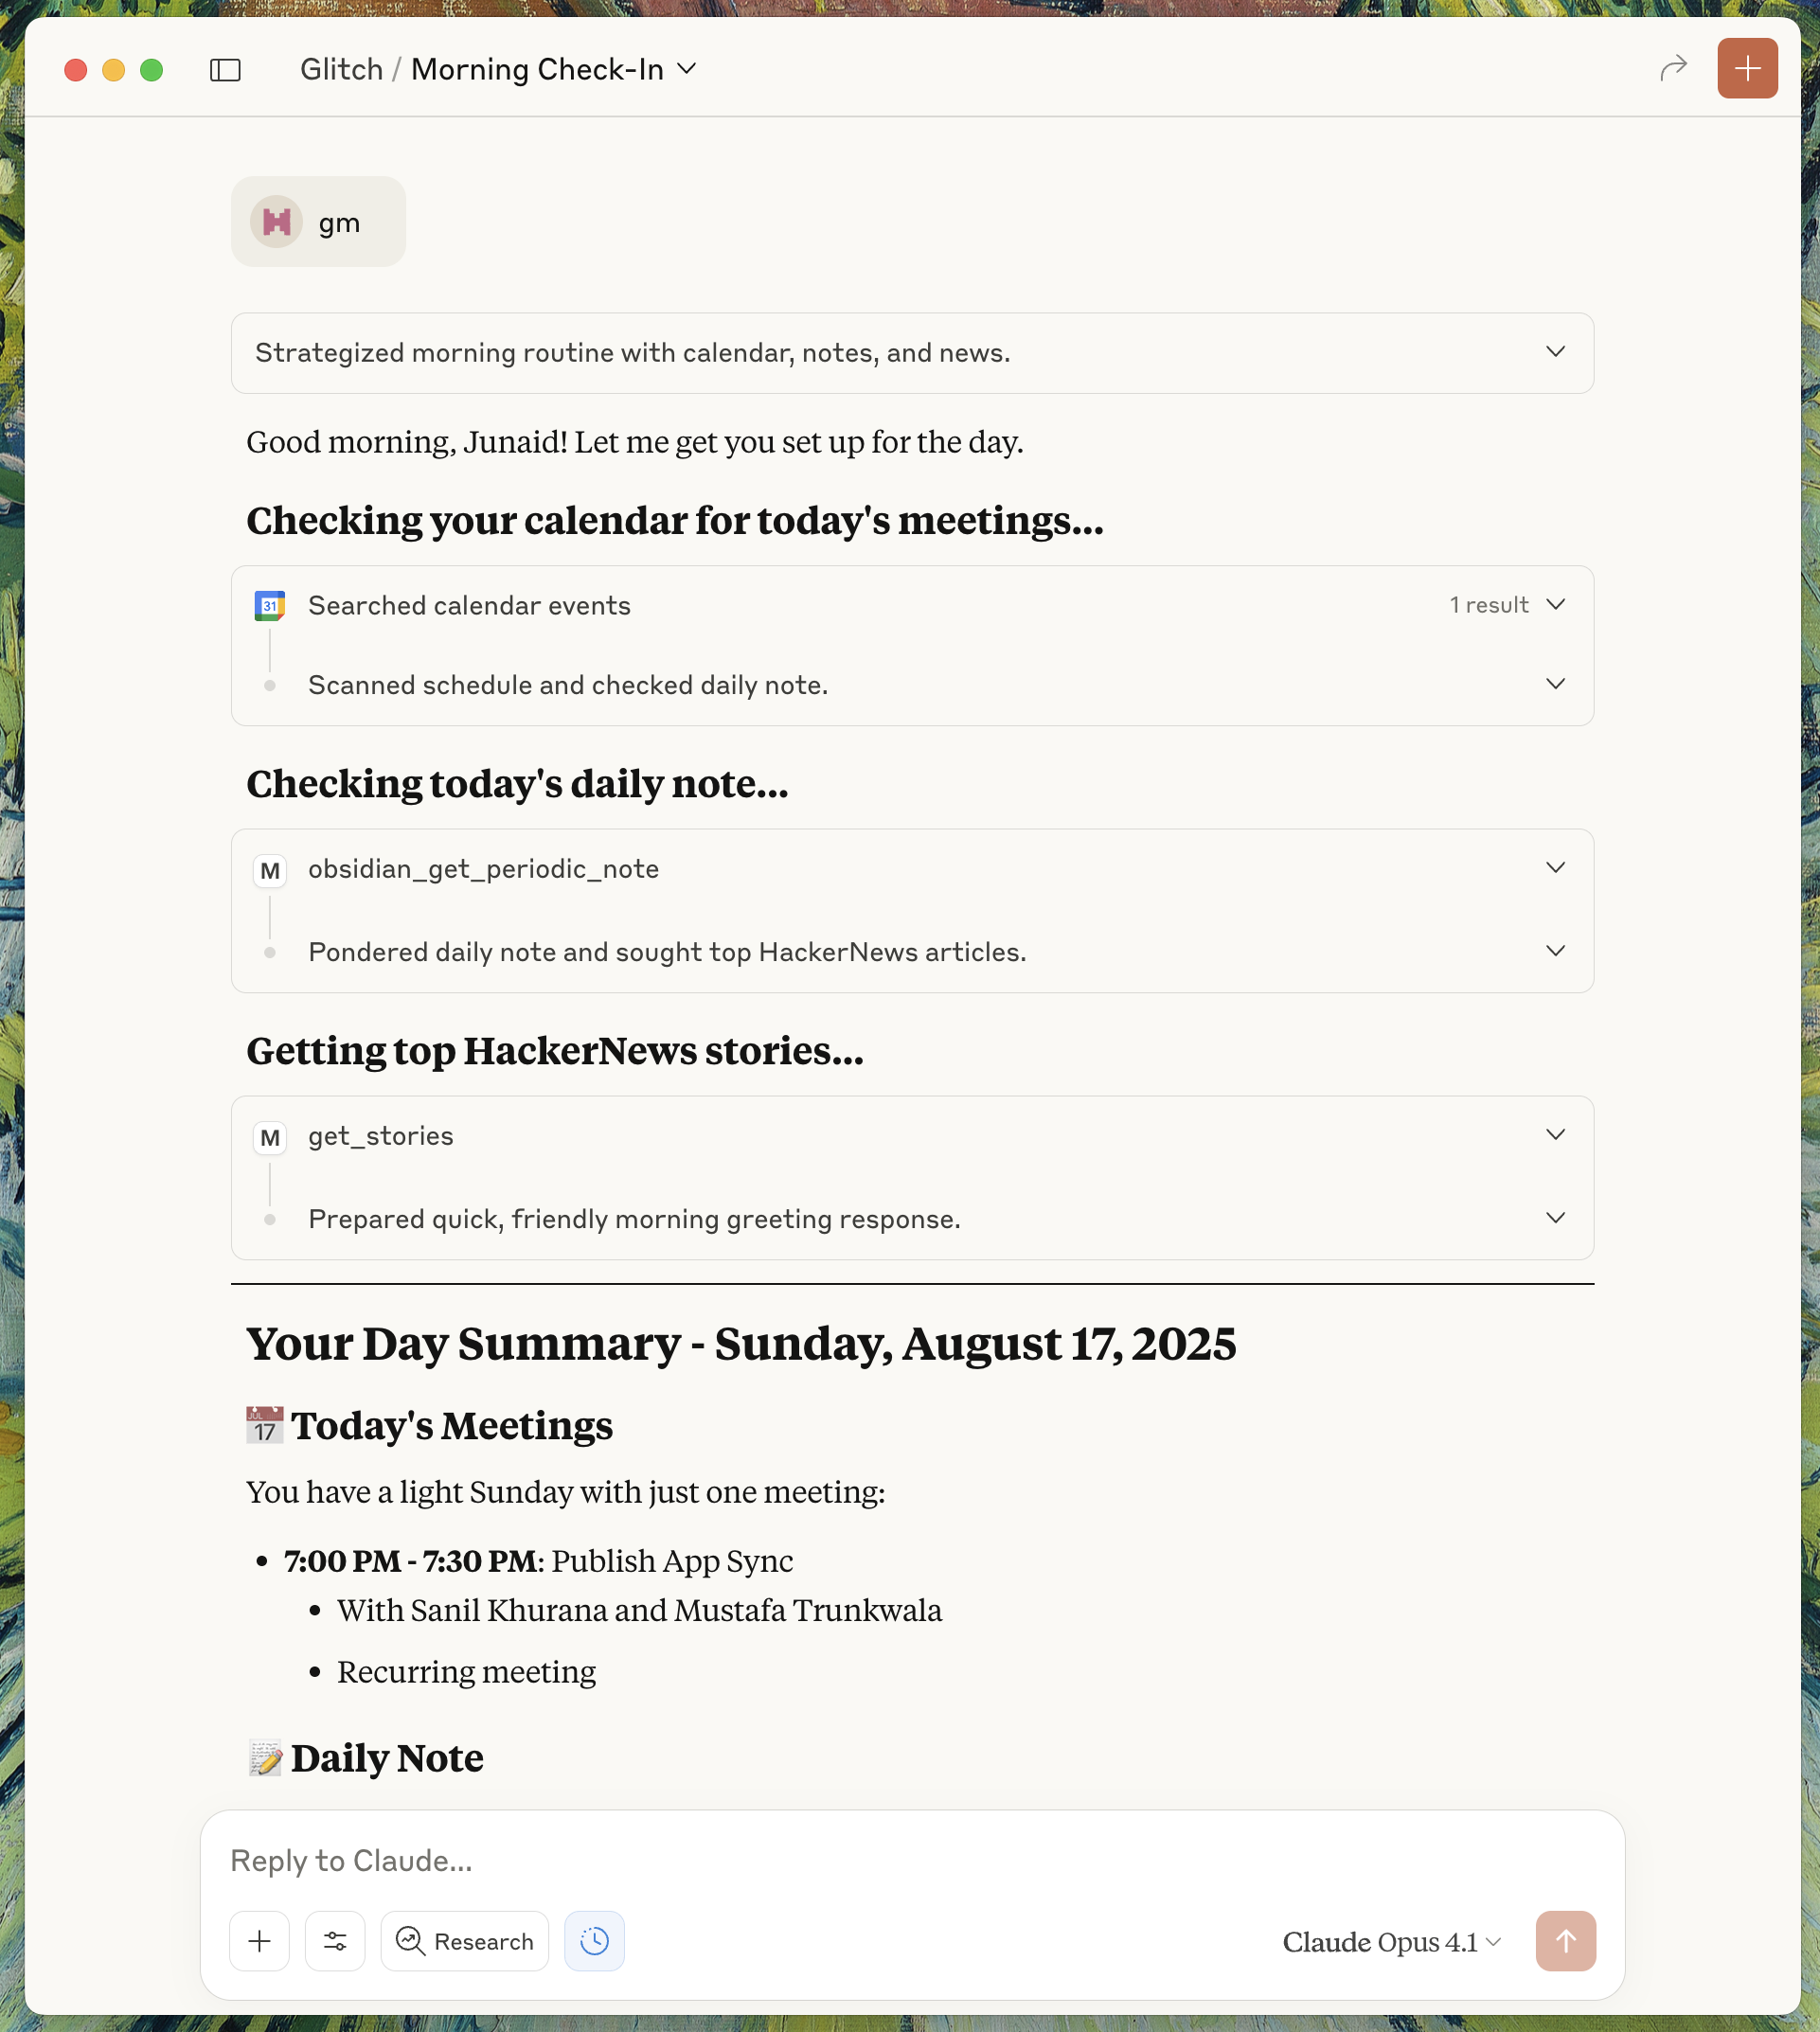 Glitch / Morning Check-In
gm
Strategized morning routine with calendar, notes, and news.
Good morning, Junaid! Let me get you set up for the day.
Checking your calendar for today's meetings...
31
Searched calendar events
1 result
Scanned schedule and checked daily note.
Checking today's daily note...
M
obsidian_get_periodic_note
Pondered daily note and sought top HackerNews articles.
Getting top HackerNews stories...
M
get_stories
Prepared quick, friendly morning greeting response.
Your Day Summary - Sunday, August 17, 2025
JUL
17
Today's Meetings
You have a light Sunday with just one meeting:
• 7:00 PM - 7:30 PM: Publish App Sync
• With Sanil Khurana and Mustafa Trunkwala
• Recurring meeting
Daily Note
Reply to Claude...
Research
Claude Opus 4.1